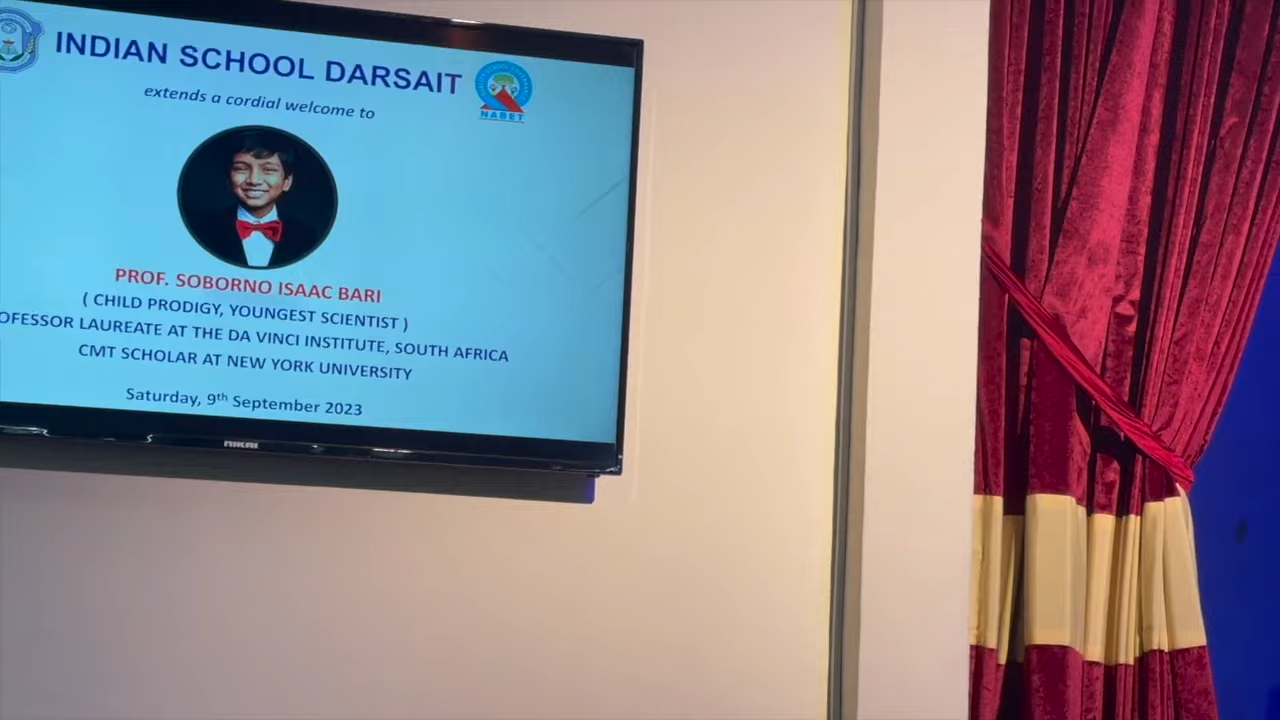 INDIAN SCHOOL DARSAIT
extends a cordial welcome to
NABET
PROF. SOBORNO ISAAC BARI
( CHILD PRODIGY, YOUNGEST SCIENTIST )
OFESSOR LAUREATE AT THE DA VINCI INSTITUTE, SOUTH AFRICA
CMT SCHOLAR AT NEW YORK UNIVERSITY
Saturday, 9th September 2023
NIKAI